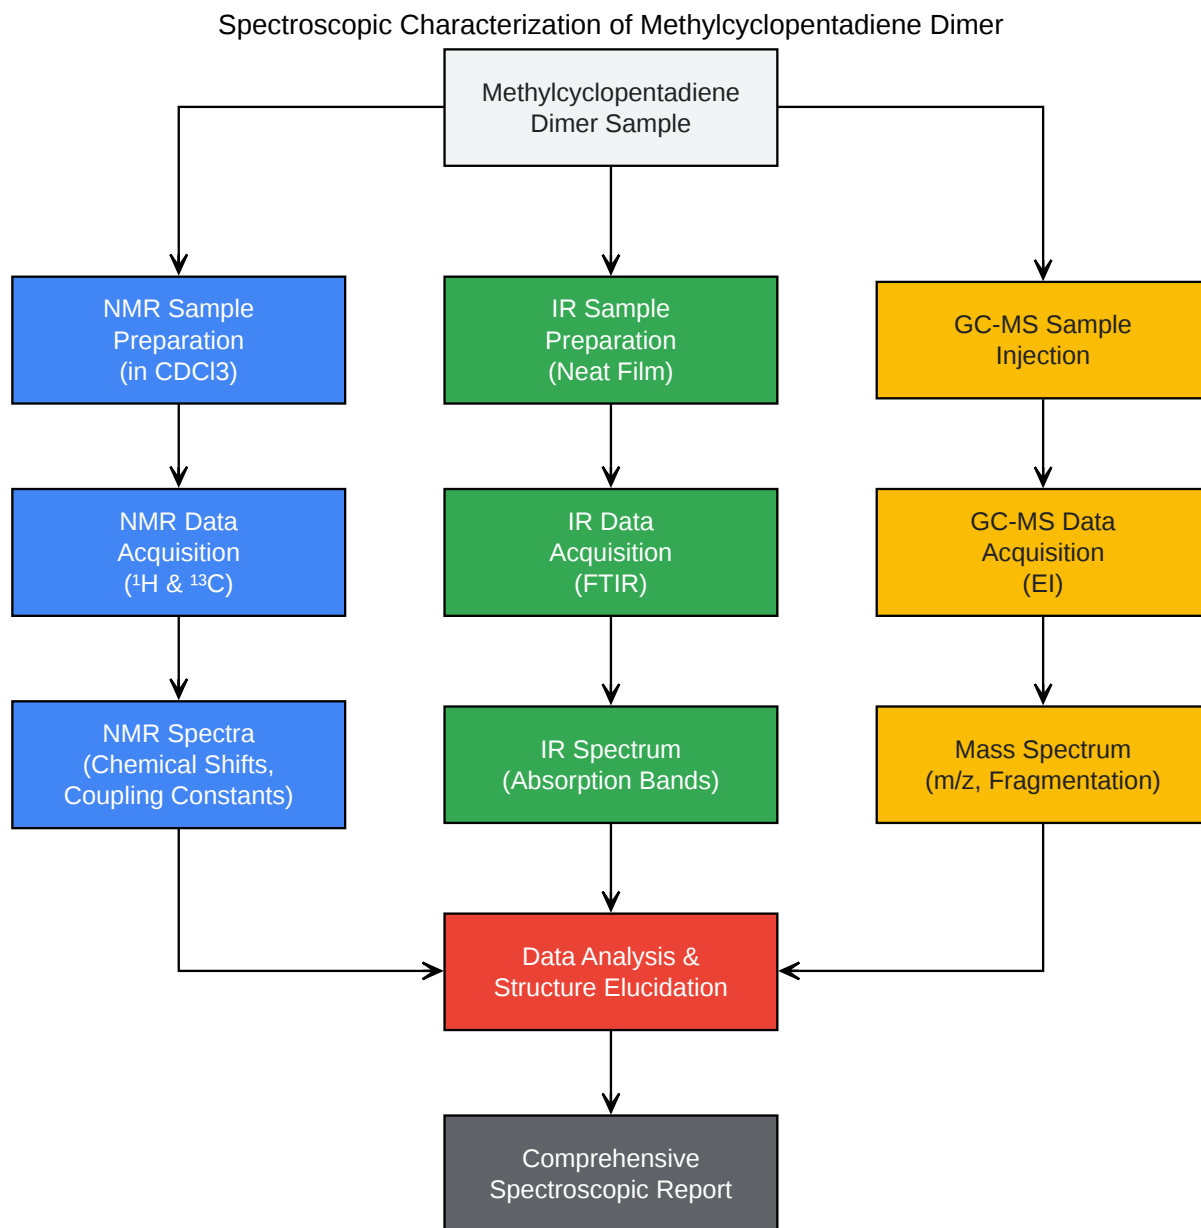 Spectroscopic Characterization of Methylcyclopentadiene Dimer
Methylcyclopentadiene
Dimer Sample
NMR Sample
Preparation
(in CDCl3)
IR Sample
Preparation
(Neat Film)
GC-MS Sample
Injection
NMR Data
Acquisition
(¹H & ¹³C)
IR Data
Acquisition
(FTIR)
GC-MS Data
Acquisition
(EI)
NMR Spectra
(Chemical Shifts,
Coupling Constants)
IR Spectrum
(Absorption Bands)
Mass Spectrum
(m/z, Fragmentation)
Data Analysis &
Structure Elucidation
Comprehensive
Spectroscopic Report